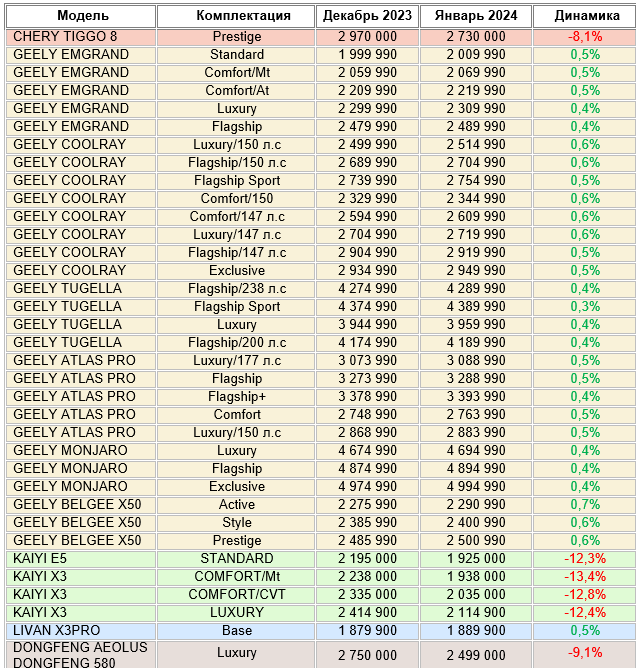 Модель Комплектация Декабрь 2023 Январь 2024 Динамика
CHERY TIGGO 8 Prestige 2 970 000 2 730 000 -8,1%
GEELY EMGRAND Standard 1 999 990 2 009 990 0,5%
GEELY EMGRAND Comfort/Mt 2 059 990 2 069 990 0,5%
GEELY EMGRAND Comfort/At 2 209 990 2 219 990 0,5%
GEELY EMGRAND Luxury 2 299 990 2 309 990 0,4%
GEELY EMGRAND Flagship 2 479 990 2 489 990 0,4%
GEELY COOLRAY Luxury/150 л.с 2 499 990 2 514 990 0,6%
GEELY COOLRAY Flagship/150 л.с 2 689 990 2 704 990 0,6%
GEELY COOLRAY Flagship Sport 2 739 990 2 754 990 0,5%
GEELY COOLRAY Comfort/150 2 329 990 2 344 990 0,6%
GEELY COOLRAY Comfort/147 л.с 2 594 990 2 609 990 0,6%
GEELY COOLRAY Luxury/147 л.с 2 704 990 2 719 990 0,6%
GEELY COOLRAY Flagship/147 л.с 2 904 990 2 919 990 0,5%
GEELY COOLRAY Exclusive 2 934 990 2 949 990 0,5%
GEELY TUGELLA Flagship/238 л.с 4 274 990 4 289 990 0,4%
GEELY TUGELLA Flagship Sport 4 374 990 4 389 990 0,3%
GEELY TUGELLA Luxury 3 944 990 3 959 990 0,4%
GEELY TUGELLA Flagship/200 л.с 4 174 990 4 189 990 0,4%
GEELY ATLAS PRO Luxury/177 л.с 3 073 990 3 088 990 0,5%
GEELY ATLAS PRO Flagship 3 273 990 3 288 990 0,5%
GEELY ATLAS PRO Flagship+ 3 378 990 3 393 990 0,4%
GEELY ATLAS PRO Comfort 2 748 990 2 763 990 0,5%
GEELY ATLAS PRO Luxury/150 л.с 2 868 990 2 883 990 0,5%
GEELY MONJARO Luxury 4 674 990 4 694 990 0,4%
GEELY MONJARO Flagship 4 874 990 4 894 990 0,4%
GEELY MONJARO Exclusive 4 974 990 4 994 990 0,4%
GEELY BELGEE X50 Active 2 275 990 2 290 990 0,7%
GEELY BELGEE X50 Style 2 385 990 2 400 990 0,6%
GEELY BELGEE X50 Prestige 2 485 990 2 500 990 0,6%
KAIYI E5 STANDARD 2 195 000 1 925 000 -12,3%
KAIYI X3 COMFORT/Mt 2 238 000 1 938 000 -13,4%
KAIYI X3 COMFORT/CVT 2 335 000 2 035 000 -12,8%
KAIYI X3 LUXURY 2 414 900 2 114 900 -12,4%
LIVAN X3PRO Base 1 879 900 1 889 900 0,5%
DONGFENG AEOLUS Luxury 2 750 000 2 499 000 -9,1%
DONGFENG 580